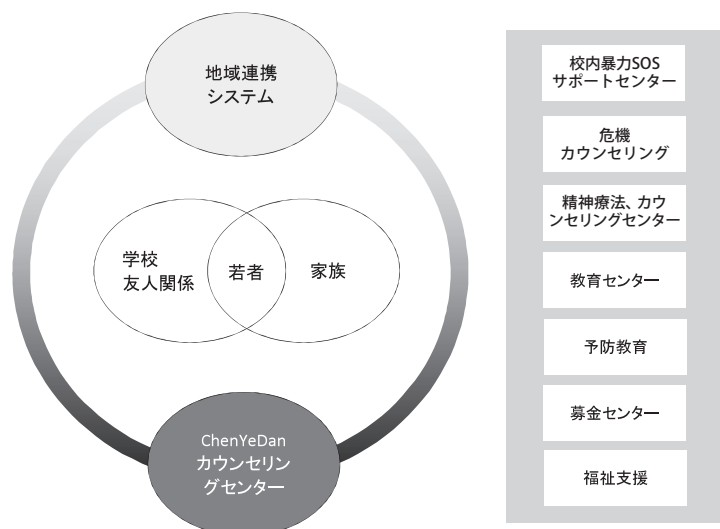 地域連携
システム
学校
友人関係
若者
家族
ChenYeDan
カウンセリン
グセンター
校内暴力SOS
サポートセンター
危機
カウンセリング
精神療法、カウ
ンセリングセンター
教育センター
予防教育
募金センター
福祉支援